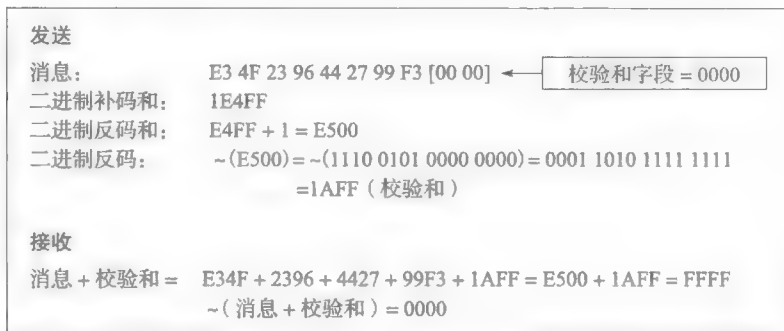 发送
消息： E3 4F 23 96 44 27 99 F3 [00 00] 校验和字段 = 0000
二进制补码和： 1E4FF
二进制反码和： E4FF + 1 = E500
二进制反码： ~(E500)= ~(1110 0101 0000 0000)= 0001 1010 1111 1111
=1AFF（校验和）
接收
消息 + 校验和 = E34F + 2396 + 4427 + 99F3 + 1AFF = E500 + 1AFF = FFFF
~(消息 + 校验和) = 0000